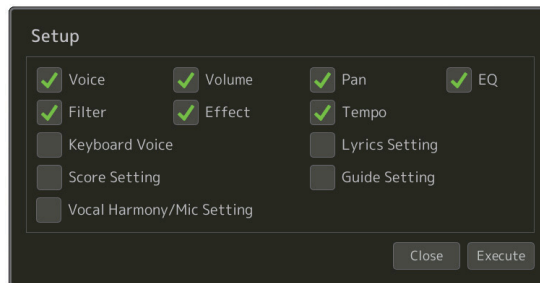 Setup
Voice Volume Pan EQ
Filter Effect Tempo
Keyboard Voice Lyrics Setting
Score Setting Guide Setting
Vocal Harmony/Mic Setting
Close Execute